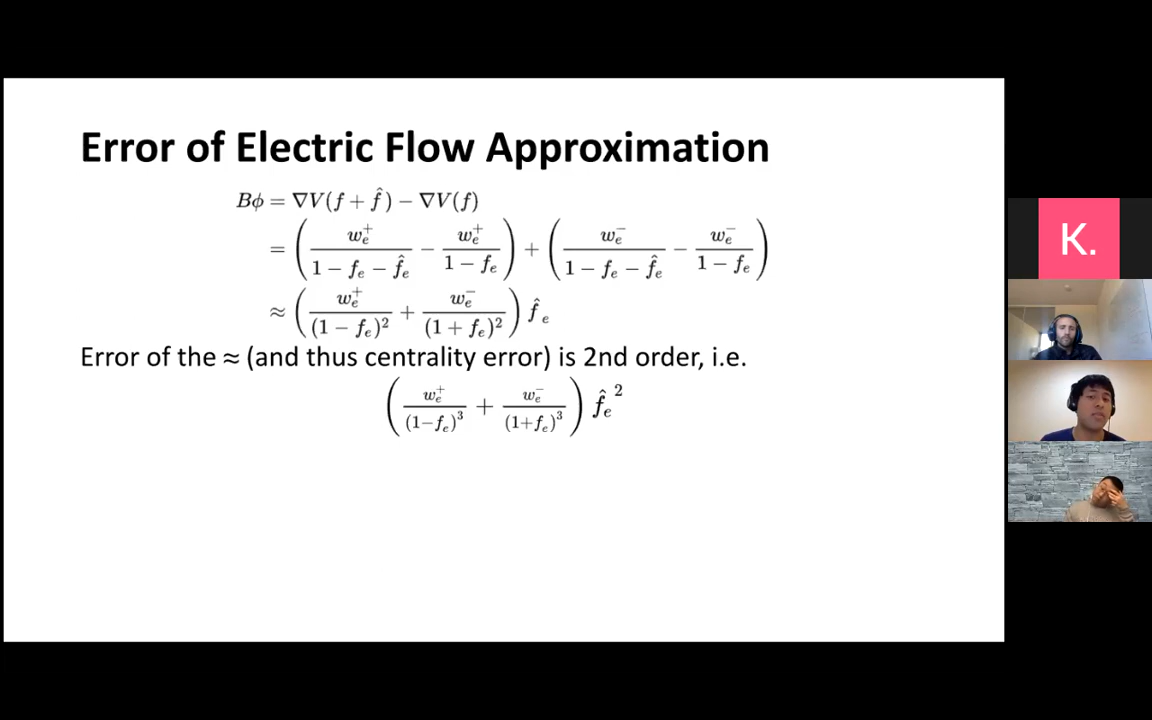 Error of Electric Flow Approximation
Bϕ = ∇V(f + f̂) − ∇V(f)
= ( w_e^+ / (1 − f_e − f̂_e) − w_e^+ / (1 − f_e) ) + ( w_e^− / (1 − f_e − f̂_e) − w_e^− / (1 − f_e) )
≈ ( w_e^+ / (1 − f_e)^2 + w_e^− / (1 + f_e)^2 ) f̂_e
Error of the ≈ (and thus centrality error) is 2nd order, i.e.
( w_e^+ / (1−f_e)^3 + w_e^− / (1+f_e)^3 ) f̂_e^2
K.